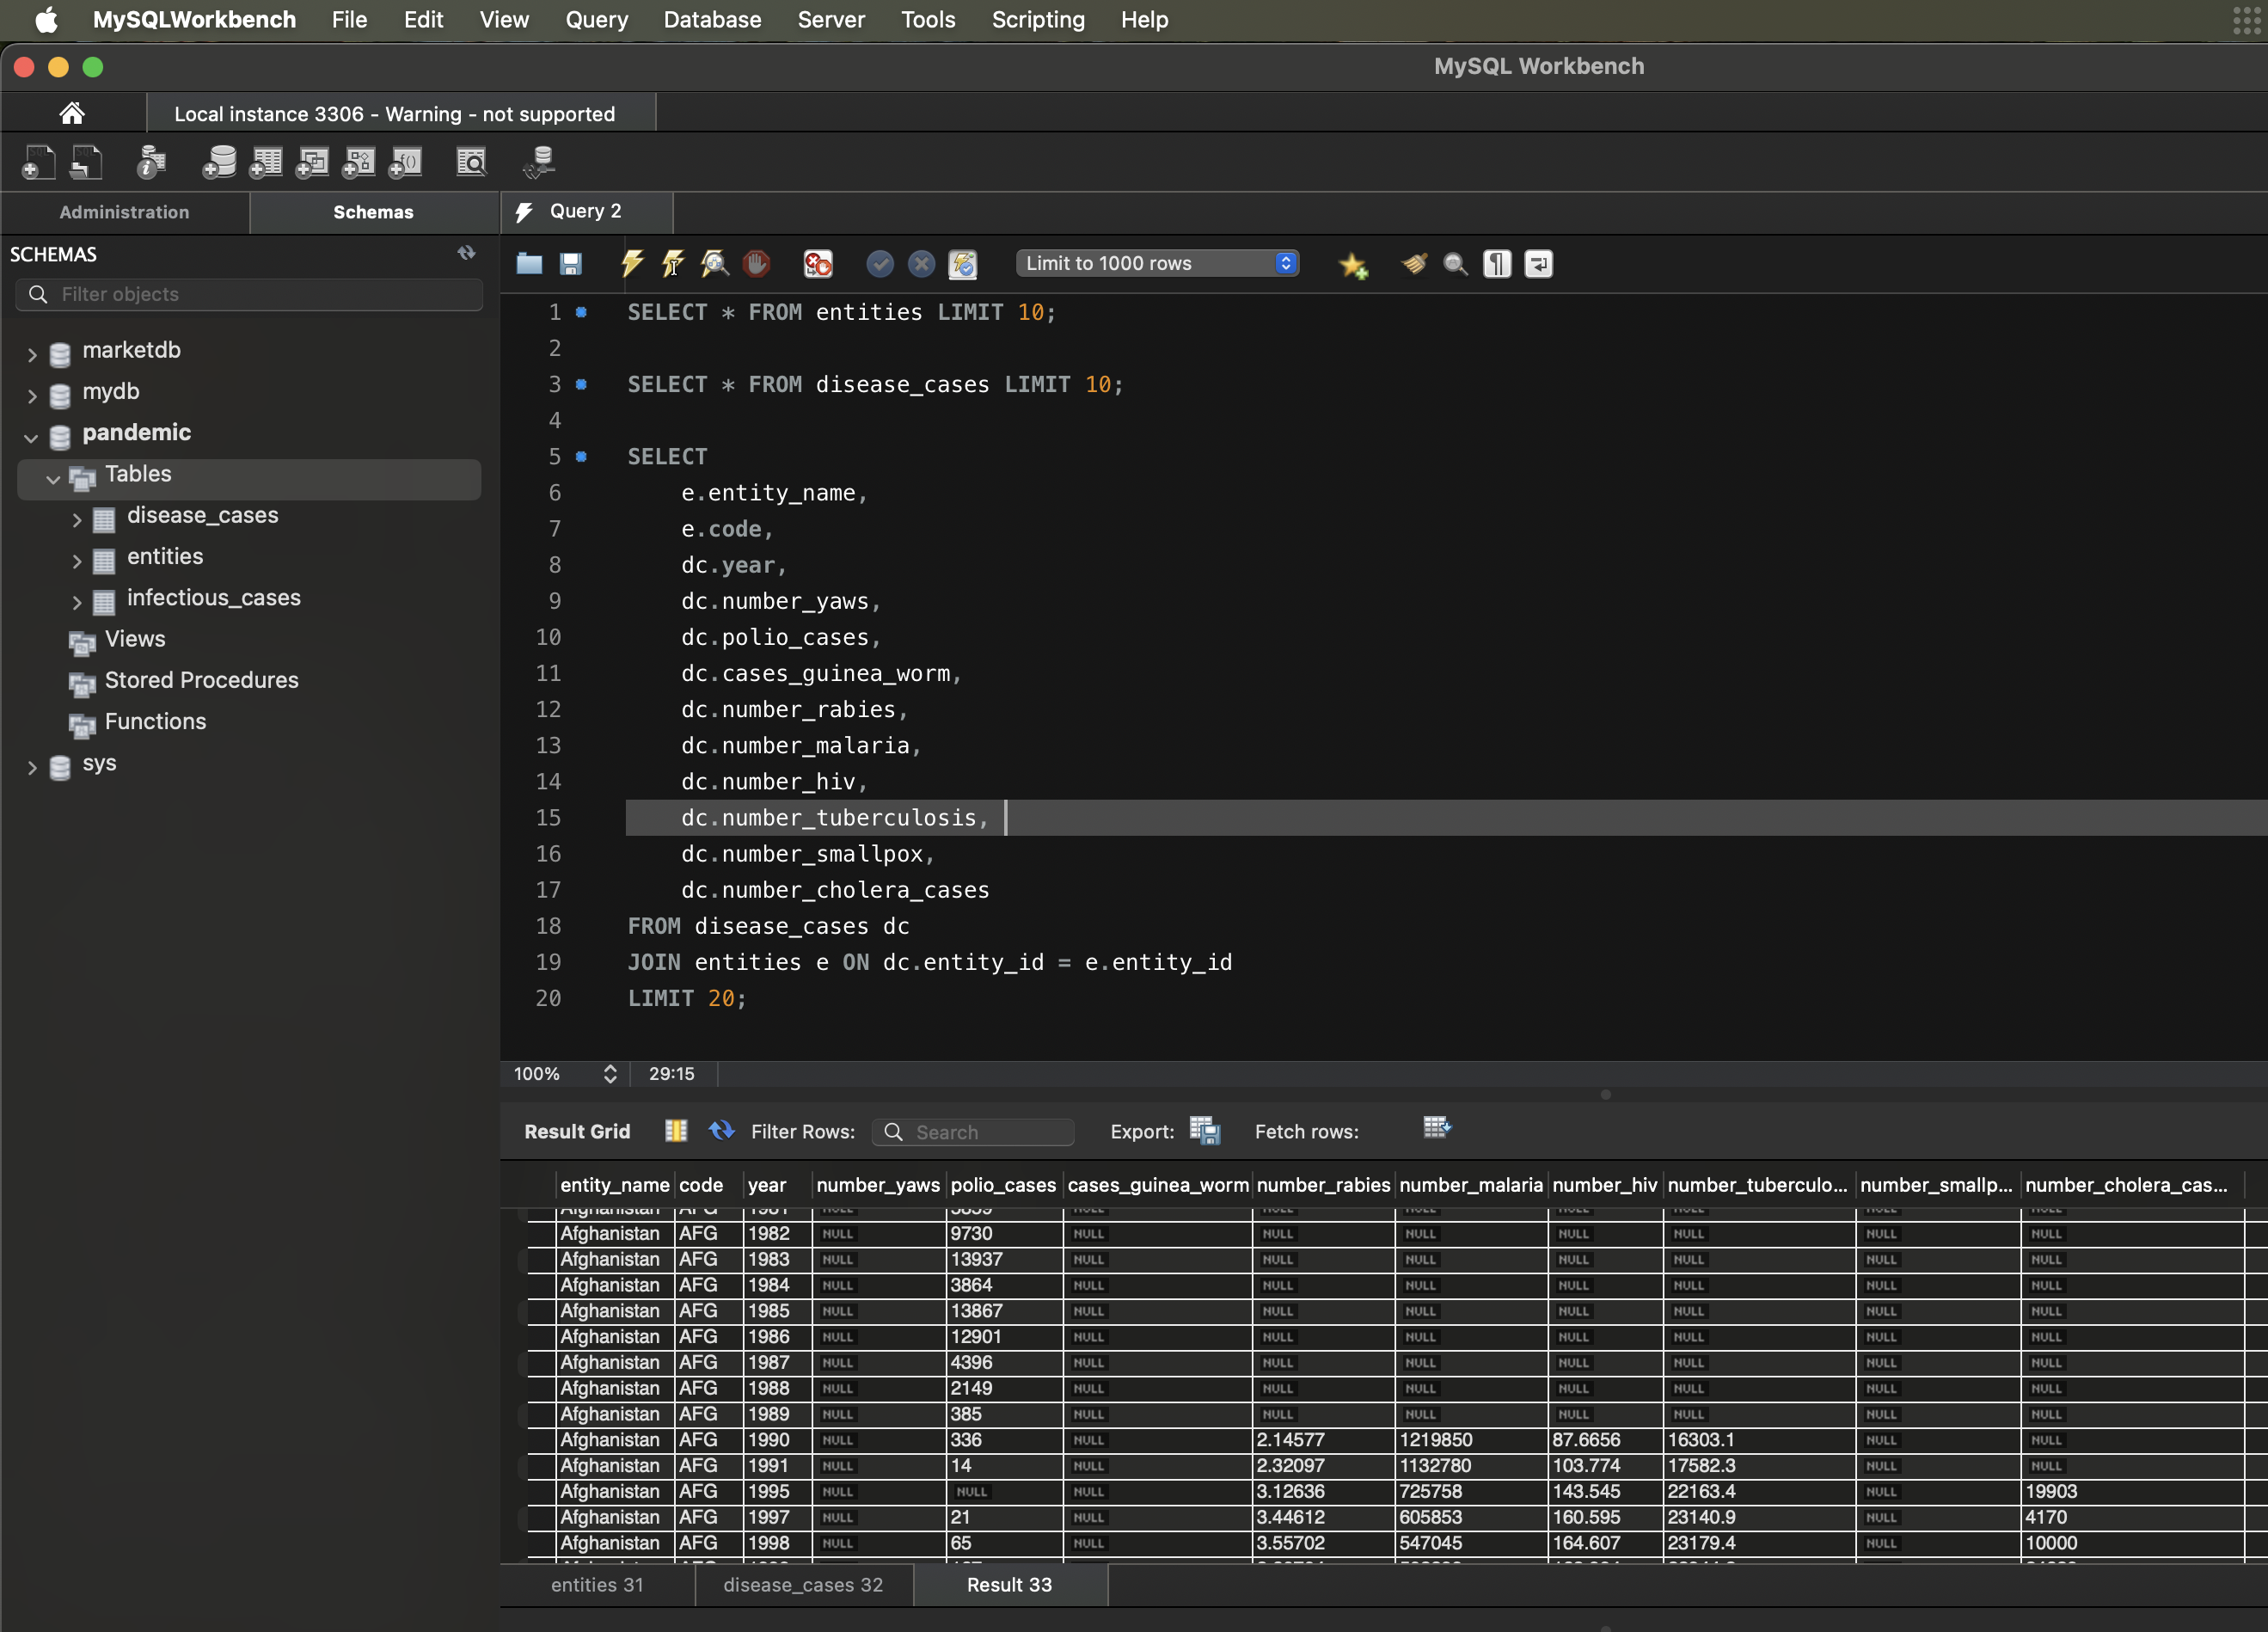 MySQLWorkbench File Edit View Query Database Server Tools Scripting Help
MySQL Workbench
Local instance 3306 - Warning - not supported
Administration Schemas Query 2
SCHEMAS
Filter objects
marketdb
mydb
pandemic
Tables
disease_cases
entities
infectious_cases
Views
Stored Procedures
Functions
sys
Limit to 1000 rows
1 SELECT * FROM entities LIMIT 10;
2
3 SELECT * FROM disease_cases LIMIT 10;
4
5 SELECT
6 e.entity_name,
7 e.code,
8 dc.year,
9 dc.number_yaws,
10 dc.polio_cases,
11 dc.cases_guinea_worm,
12 dc.number_rabies,
13 dc.number_malaria,
14 dc.number_hiv,
15 dc.number_tuberculosis,
16 dc.number_smallpox,
17 dc.number_cholera_cases
18 FROM disease_cases dc
19 JOIN entities e ON dc.entity_id = e.entity_id
20 LIMIT 20;
100% 29:15
Result Grid Filter Rows: Search Export: Fetch rows:
entity_name code year number_yaws polio_cases cases_guinea_worm number_rabies number_malaria number_hiv number_tuberculo... number_smallp... number_cholera_cas...
Afghanistan AFG 1981 NULL NULL NULL NULL NULL NULL NULL NULL
Afghanistan AFG 1982 NULL 9730 NULL NULL NULL NULL NULL NULL NULL
Afghanistan AFG 1983 NULL 13937 NULL NULL NULL NULL NULL NULL NULL
Afghanistan AFG 1984 NULL 3864 NULL NULL NULL NULL NULL NULL NULL
Afghanistan AFG 1985 NULL 13867 NULL NULL NULL NULL NULL NULL NULL
Afghanistan AFG 1986 NULL 12901 NULL NULL NULL NULL NULL NULL NULL
Afghanistan AFG 1987 NULL 4396 NULL NULL NULL NULL NULL NULL NULL
Afghanistan AFG 1988 NULL 2149 NULL NULL NULL NULL NULL NULL NULL
Afghanistan AFG 1989 NULL 385 NULL NULL NULL NULL NULL NULL NULL
Afghanistan AFG 1990 NULL 336 NULL 2.14577 1219850 87.6656 16303.1 NULL NULL
Afghanistan AFG 1991 NULL 14 NULL 2.32097 1132780 103.774 17582.3 NULL NULL
Afghanistan AFG 1995 NULL NULL NULL 3.12636 725758 143.545 22163.4 NULL 19903
Afghanistan AFG 1997 NULL 21 NULL 3.44612 605853 160.595 23140.9 NULL 4170
Afghanistan AFG 1998 NULL 65 NULL 3.55702 547045 164.607 23179.4 NULL 10000
entities 31 disease_cases 32 Result 33